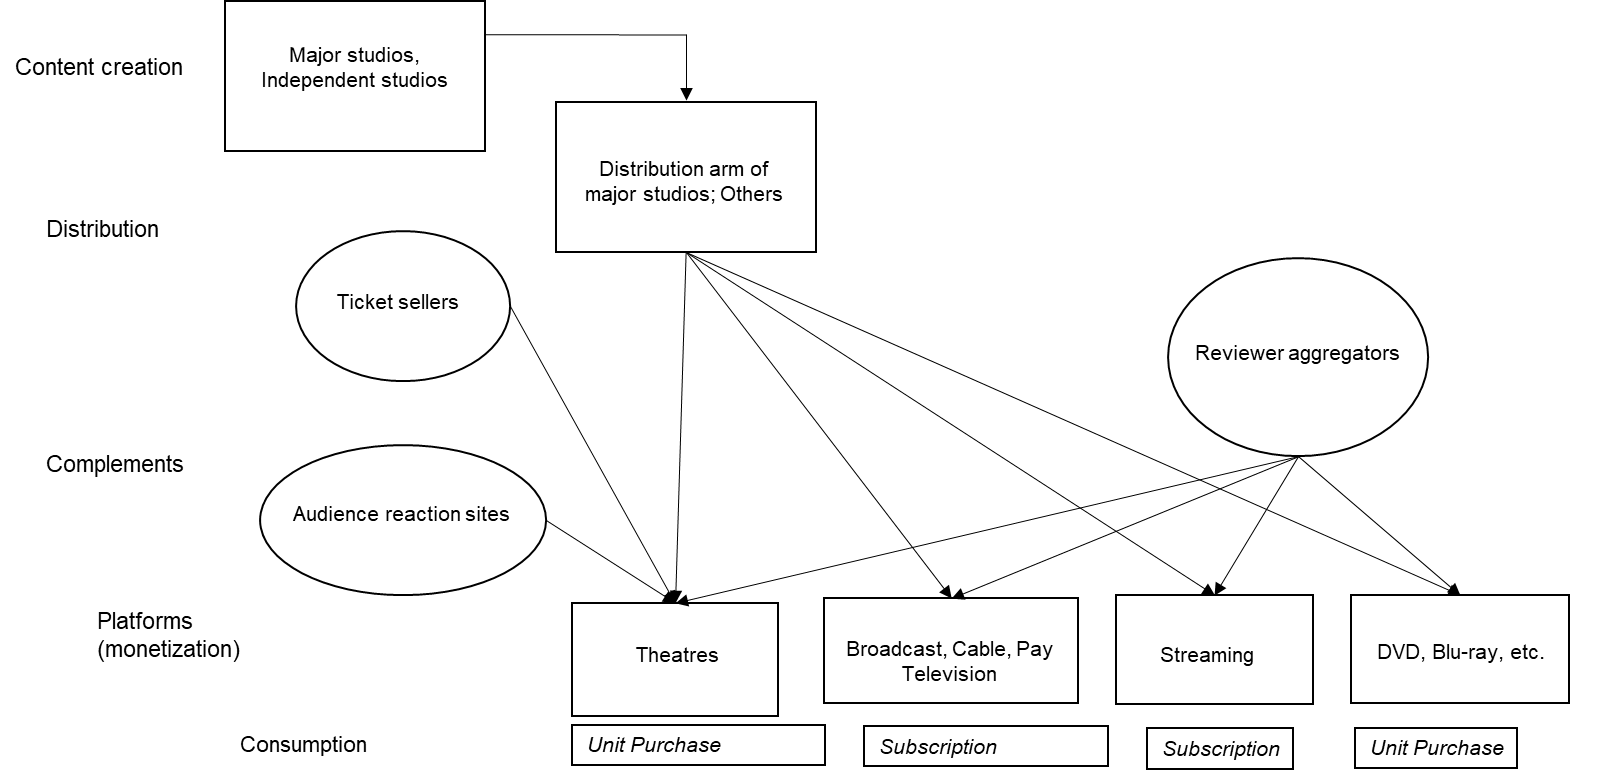 Content creation
Major studios,
Independent studios
Distribution arm of
major studios; Others
Distribution
Ticket sellers
Reviewer aggregators
Complements
Audience reaction sites
Platforms
(monetization)
Theatres
Broadcast, Cable, Pay
Television
Streaming
DVD, Blu-ray, etc.
Consumption
Unit Purchase
Subscription
Subscription
Unit Purchase